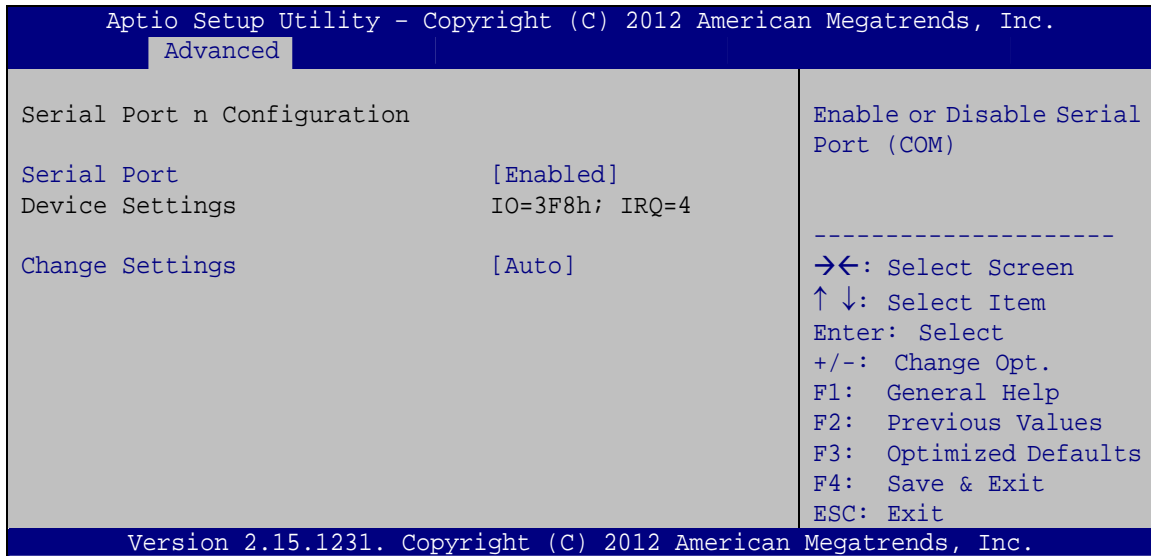 Aptio Setup Utility – Copyright (C) 2012 American Megatrends, Inc.
Advanced
Serial Port n Configuration
Serial Port [Enabled]
Device Settings IO=3F8h; IRQ=4
Change Settings [Auto]
Enable or Disable Serial
Port (COM)
---------------------
→←: Select Screen
↑ ↓: Select Item
Enter: Select
+/-: Change Opt.
F1: General Help
F2: Previous Values
F3: Optimized Defaults
F4: Save & Exit
ESC: Exit
Version 2.15.1231. Copyright (C) 2012 American Megatrends, Inc.